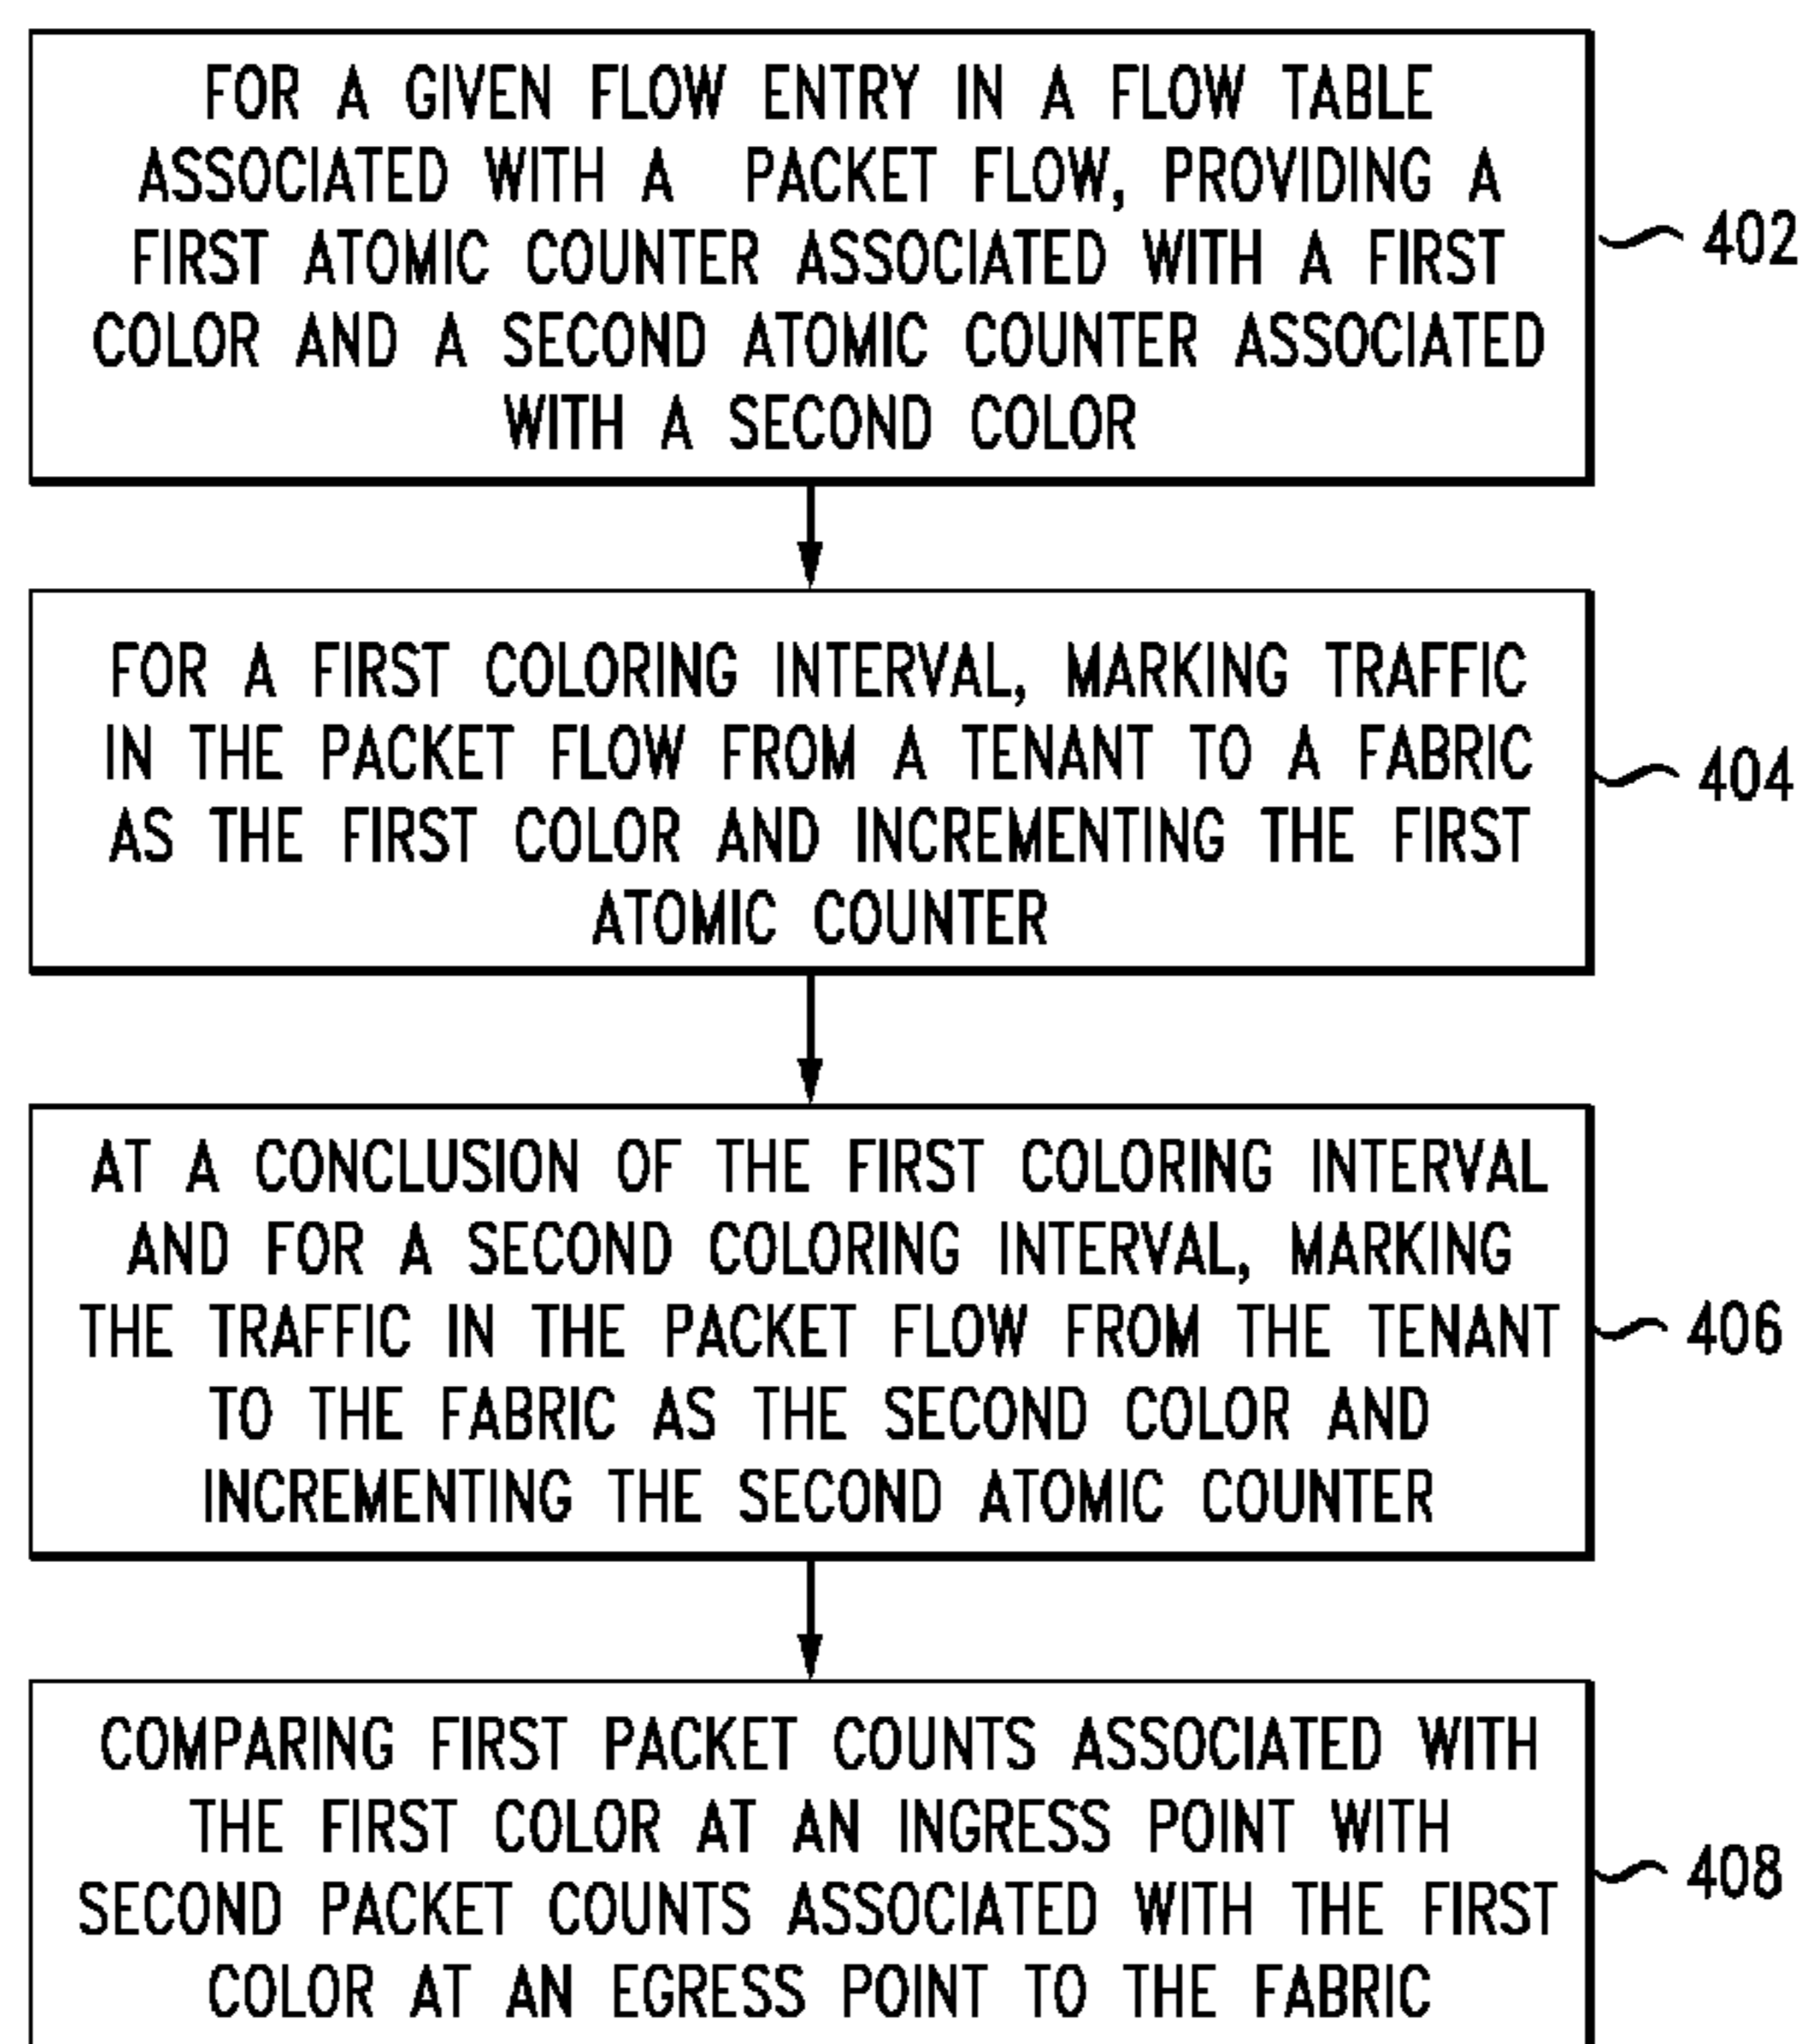 FOR A GIVEN FLOW ENTRY IN A FLOW TABLE
ASSOCIATED WITH A PACKET FLOW, PROVIDING A
FIRST ATOMIC COUNTER ASSOCIATED WITH A FIRST
COLOR AND A SECOND ATOMIC COUNTER ASSOCIATED
WITH A SECOND COLOR
402
FOR A FIRST COLORING INTERVAL, MARKING TRAFFIC
IN THE PACKET FLOW FROM A TENANT TO A FABRIC
AS THE FIRST COLOR AND INCREMENTING THE FIRST
ATOMIC COUNTER
404
AT A CONCLUSION OF THE FIRST COLORING INTERVAL
AND FOR A SECOND COLORING INTERVAL, MARKING
THE TRAFFIC IN THE PACKET FLOW FROM THE TENANT
TO THE FABRIC AS THE SECOND COLOR AND
INCREMENTING THE SECOND ATOMIC COUNTER
406
COMPARING FIRST PACKET COUNTS ASSOCIATED WITH
THE FIRST COLOR AT AN INGRESS POINT WITH
SECOND PACKET COUNTS ASSOCIATED WITH THE FIRST
COLOR AT AN EGRESS POINT TO THE FABRIC
408